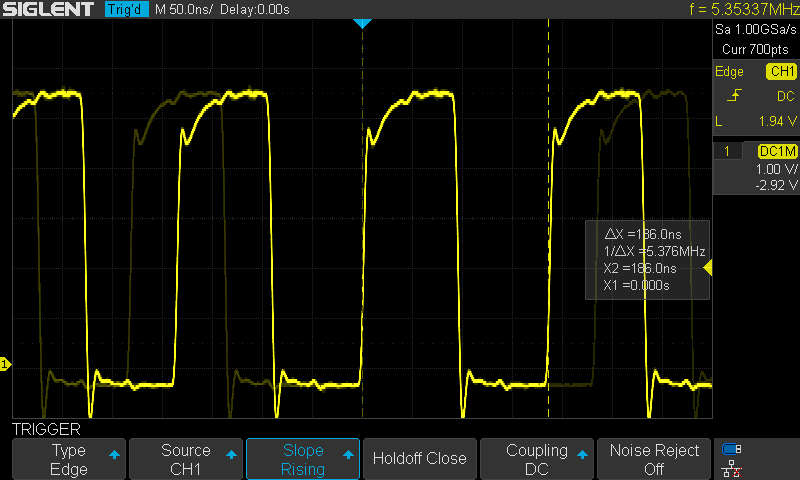 SIGLENT Trig'd M 50.0ns/ Delay:0.00s f = 5.35337MHz
Sa 1.00GSa/s
Curr 700pts
Edge CH1
DC
L 1.94 V
1 DC1M
1.00 V/
-2.92 V
△X =186.0ns
1/△X =5.376MHz
X2 =186.0ns
X1 =0.000s
1
TRIGGER
Type
Edge
Source
CH1
Slope
Rising
Holdoff Close
Coupling
DC
Noise Reject
Off